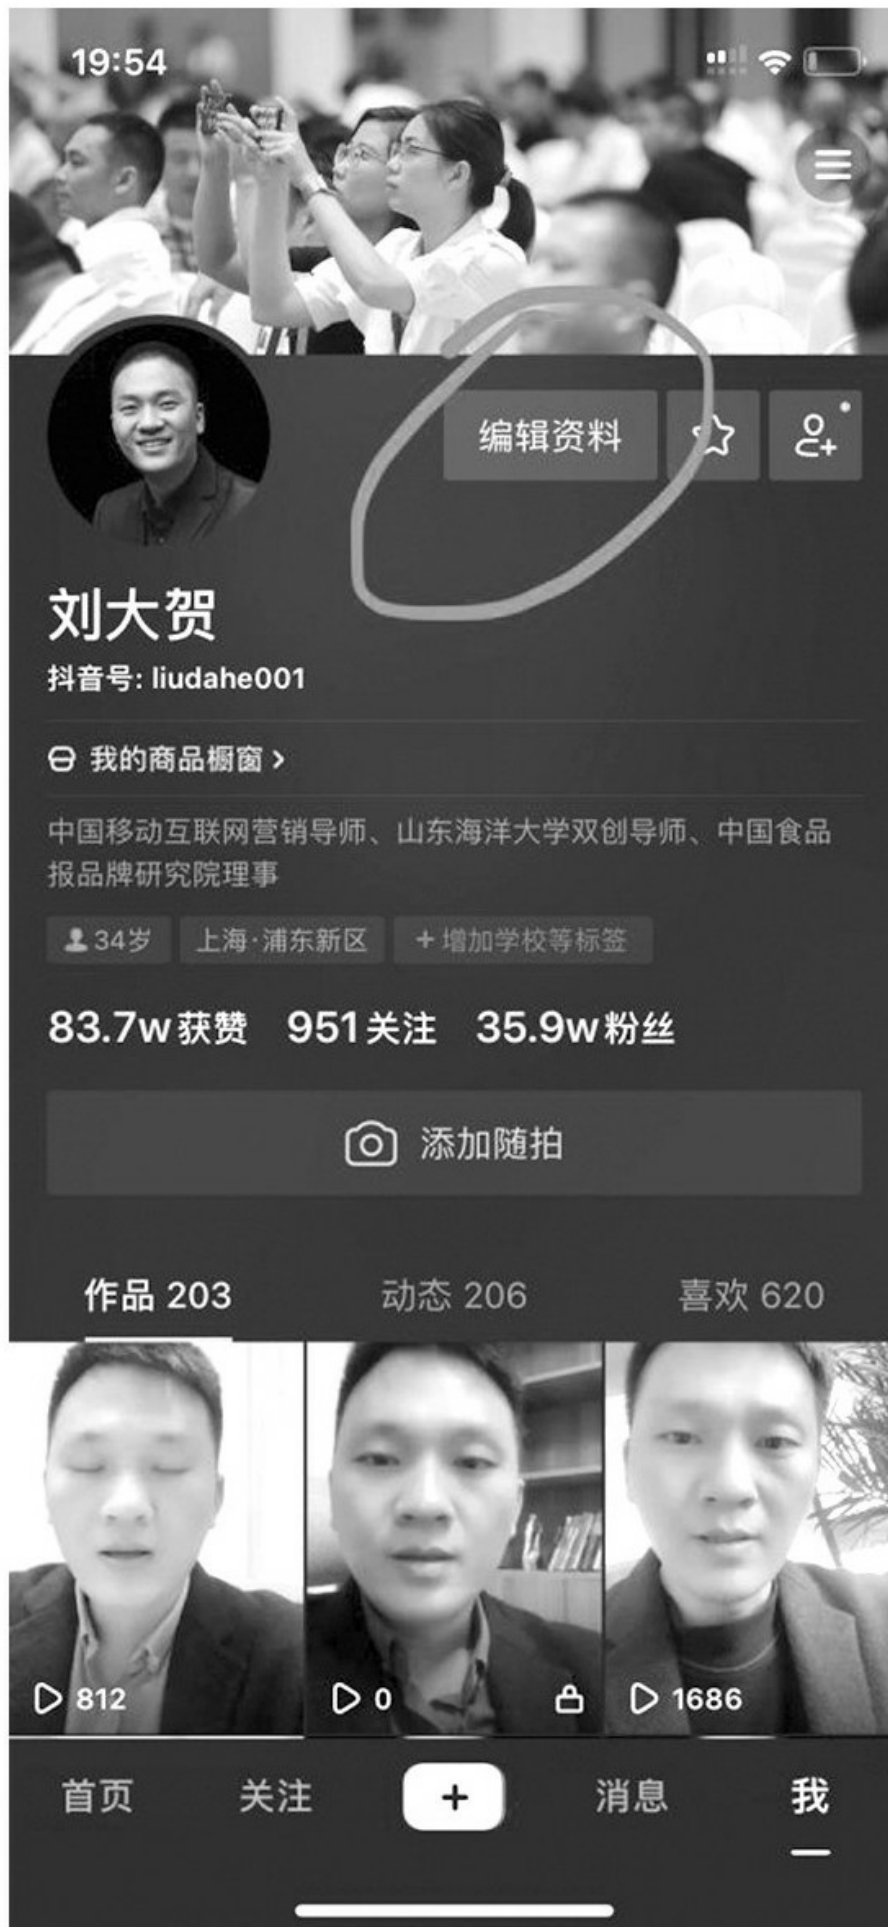 19:54
编辑资料
刘大贺
抖音号: liudahe001
我的商品橱窗 >
中国移动互联网营销导师、山东海洋大学双创导师、中国食品
报品牌研究院理事
34岁 上海·浦东新区 + 增加学校等标签
83.7w获赞 951关注 35.9w粉丝
添加随拍
作品 203 动态 206 喜欢 620
812 0 1686
首页 关注 + 消息 我